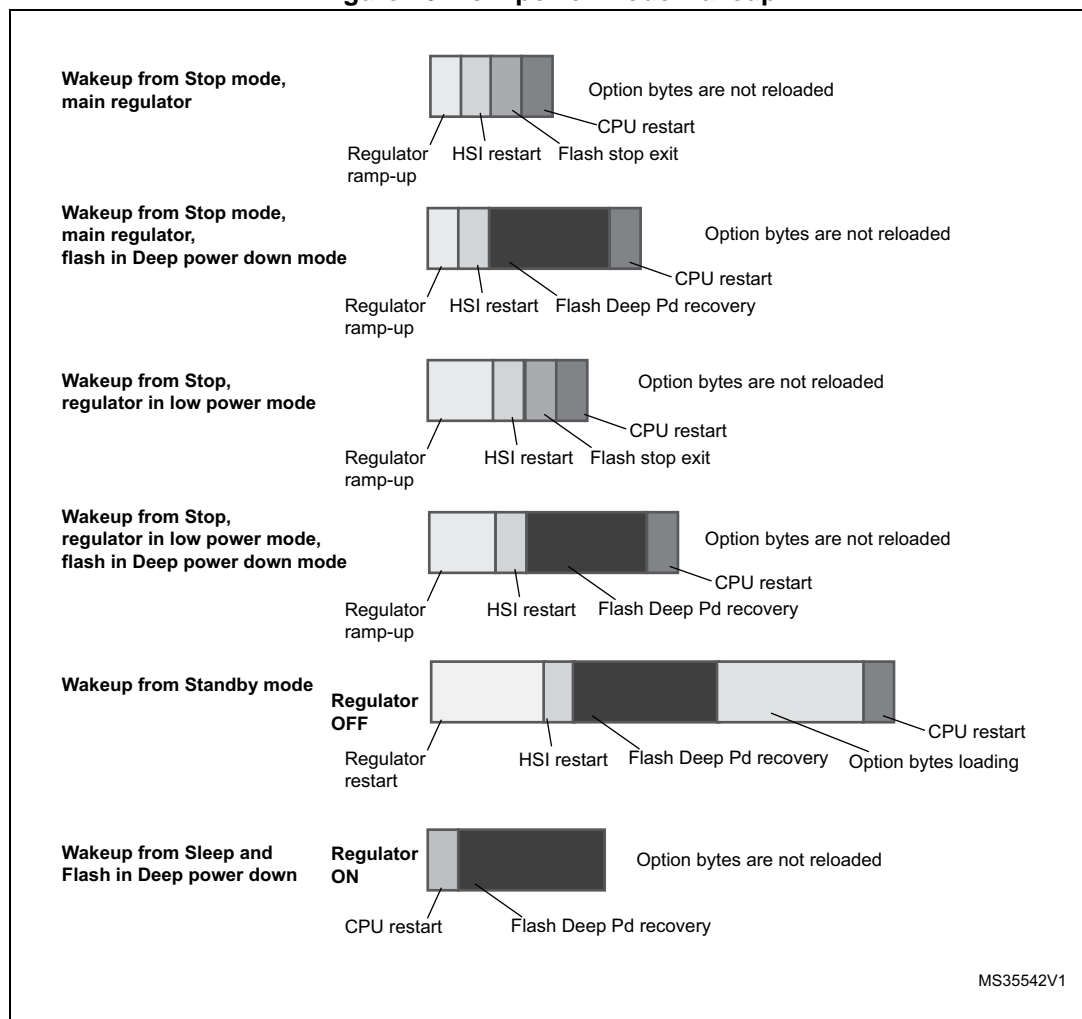 Wakeup from Stop mode,
main regulator
Option bytes are not reloaded
CPU restart
Regulator
ramp-up
HSI restart
Flash stop exit
Wakeup from Stop mode,
main regulator,
flash in Deep power down mode
Option bytes are not reloaded
CPU restart
Regulator
ramp-up
HSI restart
Flash Deep Pd recovery
Wakeup from Stop,
regulator in low power mode
Option bytes are not reloaded
CPU restart
Regulator
ramp-up
HSI restart
Flash stop exit
Wakeup from Stop,
regulator in low power mode,
flash in Deep power down mode
Option bytes are not reloaded
CPU restart
Regulator
ramp-up
HSI restart
Flash Deep Pd recovery
Wakeup from Standby mode
Regulator
OFF
CPU restart
Regulator
restart
HSI restart
Flash Deep Pd recovery
Option bytes loading
Wakeup from Sleep and
Flash in Deep power down
Regulator
ON
Option bytes are not reloaded
CPU restart
Flash Deep Pd recovery
MS35542V1